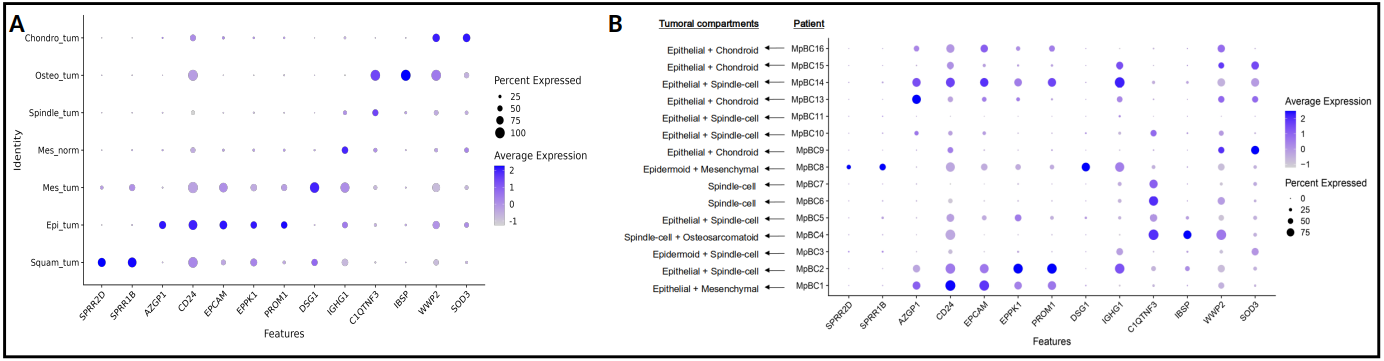 A
Chondro_tum
Osteo_tum
Spindle_tum
Mes_norm
Mes_tum
Epi_tum
Squam_tum
Identity
SPRR2D
SPRR1B
AZGP1
CD24
EPCAM
EPPK1
PROM1
DSG1
IGHG1
C1QTNF3
IBSP
WWP2
SOD3
Features
Percent Expressed
25
50
75
100
Average Expression
2
1
0
-1
B
Tumoral compartments Patient
Epithelial + Chondroid MpBC16
Epithelial + Chondroid MpBC15
Epithelial + Spindle-cell MpBC14
Epithelial + Chondroid MpBC13
Epithelial + Spindle-cell MpBC11
Epithelial + Spindle-cell MpBC10
Epithelial + Chondroid MpBC9
Epidermoid + Mesenchymal MpBC8
Spindle-cell MpBC7
Spindle-cell MpBC6
Epithelial + Spindle-cell MpBC5
Spindle-cell + Osteosarcomatoid MpBC4
Epidermoid + Spindle-cell MpBC3
Epithelial + Spindle-cell MpBC2
Epithelial + Mesenchymal MpBC1
SPRR2D
SPRR1B
AZGP1
CD24
EPCAM
EPPK1
PROM1
DSG1
IGHG1
C1QTNF3
IBSP
WWP2
SOD3
Features
Average Expression
2
1
0
−1
Percent Expressed
0
25
50
75